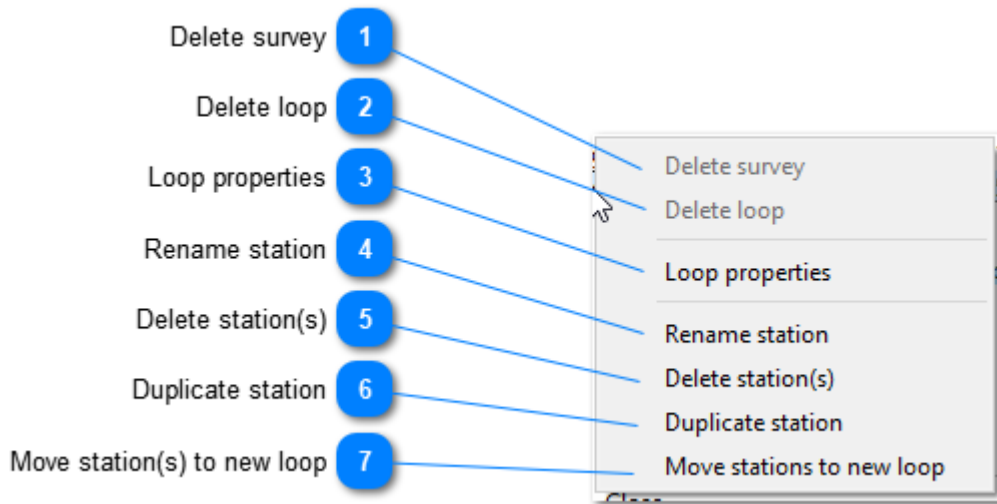 Delete survey 1
Delete loop 2
Loop properties 3
Rename station 4
Delete station(s) 5
Duplicate station 6
Move station(s) to new loop 7
Delete survey
Delete loop
Loop properties
Rename station
Delete station(s)
Duplicate station
Move stations to new loop